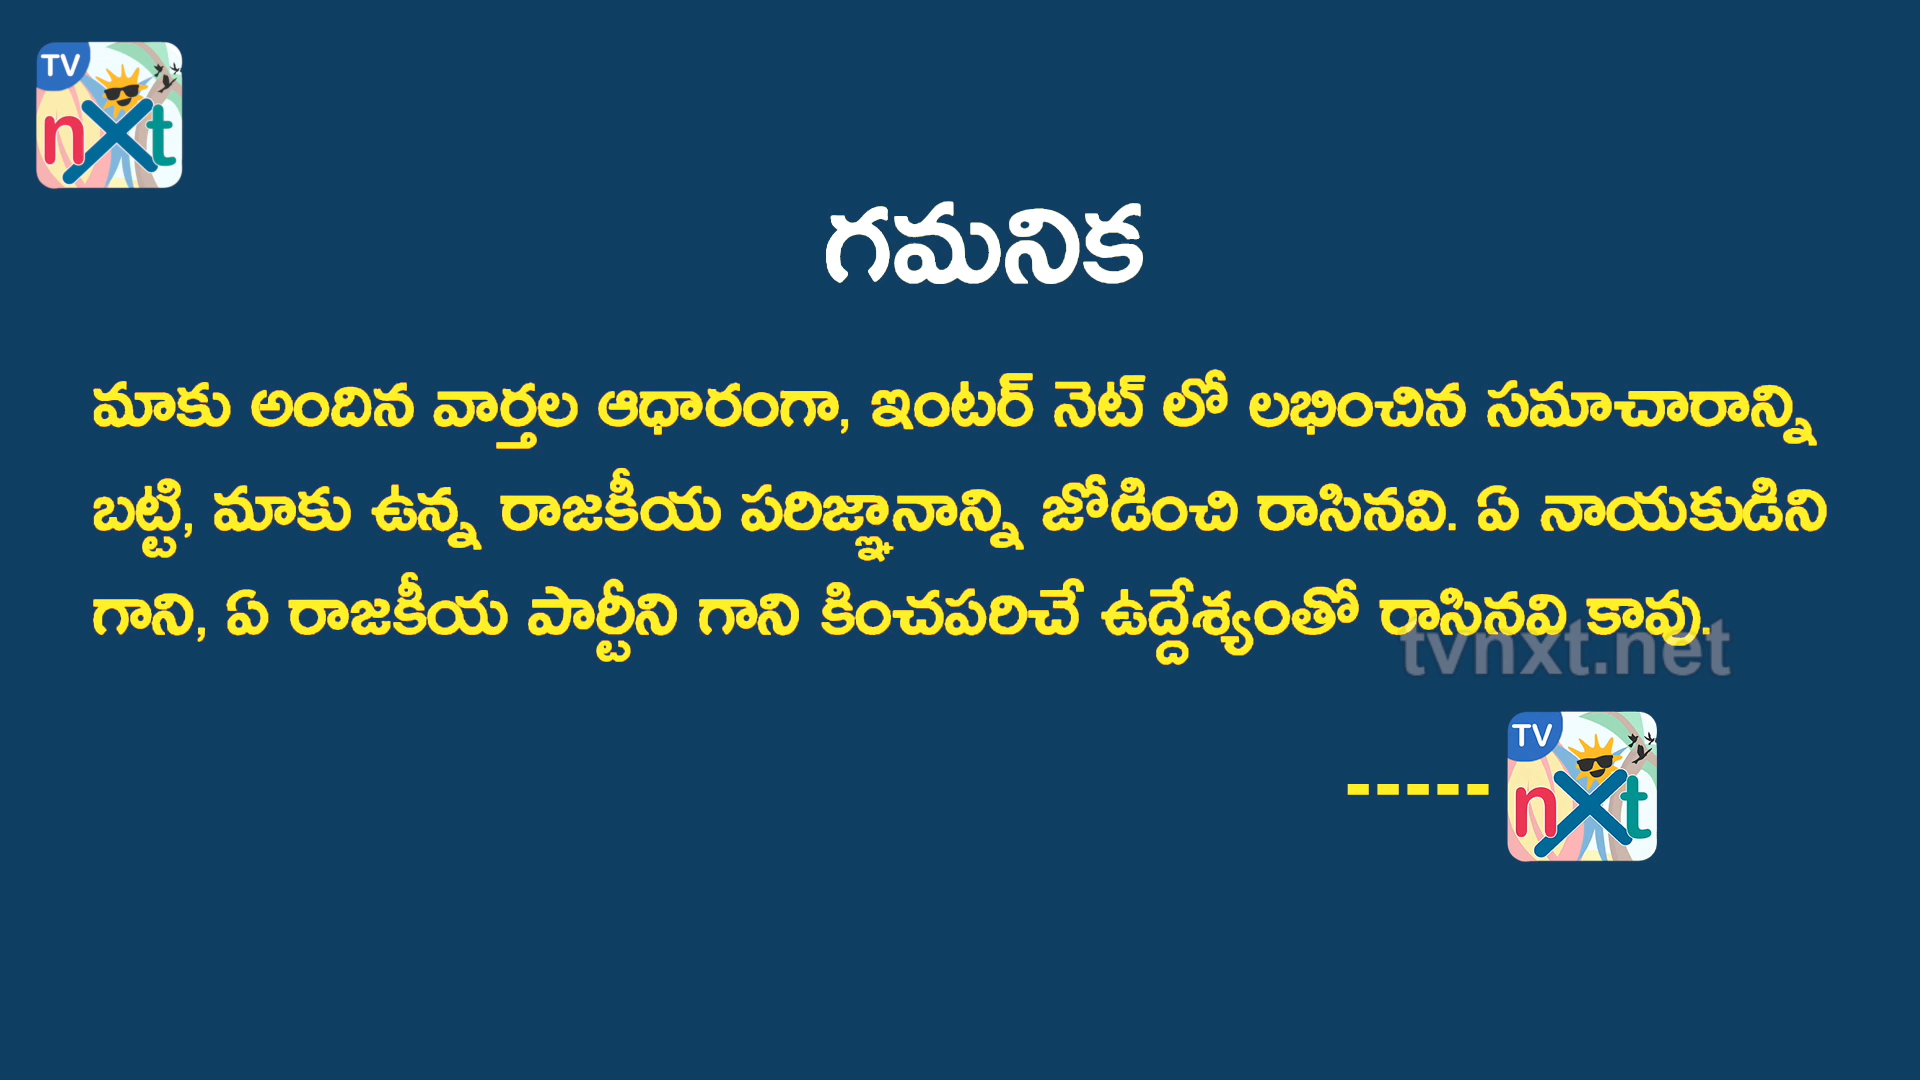 TV
nxt
గమనిక
మాకు అందిన వార్తల ఆధారంగా, ఇంటర్ నెట్ లో లభించిన సమాచారాన్ని
బట్టి, మాకు ఉన్న రాజకీయ పరిజ్ఞానాన్ని జోడించి రాసినవి. ఏ నాయకుడిని
గాని, ఏ రాజకీయ పార్టీని గాని కించపరిచే ఉద్దేశ్యంతో రాసినవి కావు.
tvnxt.net
-----
TV
nxt